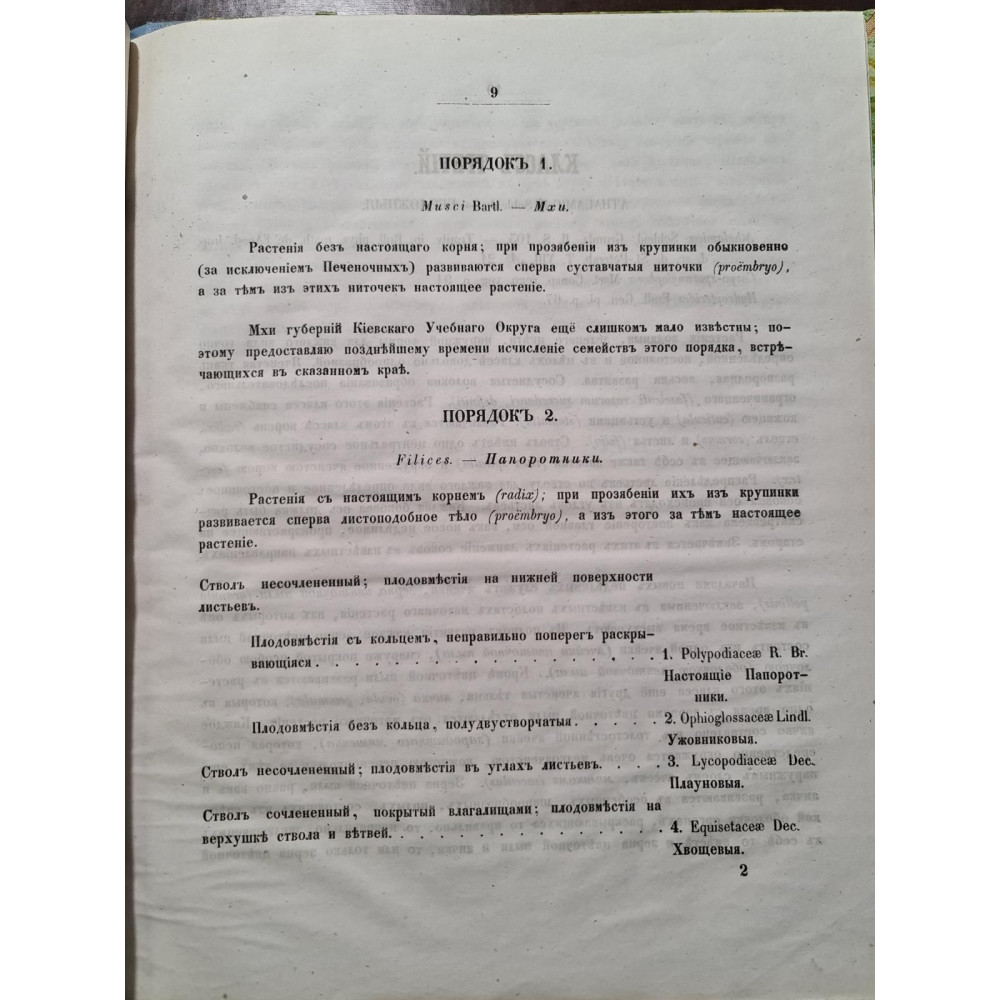 9
ПОРЯДОКЪ 1.
Musci Bartl. — Мхи.
Растенія безъ настоящаго корня; при прозябеніи изъ крупинки обыкновенно
(за исключеніемъ Печеночныхъ) развиваются сперва суставчатыя ниточки (proëmbryo),
а за тѣмъ изъ этихъ ниточекъ настоящее растеніе.
Мхи губерній Кіевскаго Учебнаго Округа ещё слишкомъ мало извѣстны; по-
этому предоставляю позднѣйшему времени исчисленіе семействъ этого порядка, встрѣ-
чающихся въ сказанномъ краѣ.
ПОРЯДОКЪ 2.
Filices. — Папоротники.
Растенія съ настоящимъ корнемъ (radix); при прозябеніи ихъ изъ крупинки
развивается сперва листоподобное тѣло (proëmbryo), а изъ этого за тѣмъ настоящее
растеніе.
Стволъ несочлененный; плодовмѣстія на нижней поверхности
листьевъ.
Плодовмѣстія съ кольцемъ, неправильно поперегъ раскры-
вающіяся . . . . . . . . . . . . . . . . . 1. Polypodiaceæ R. Br.
Настоящіе Папорот-
ники.
Плодовмѣстія безъ кольца, полудвустворчатыя . . . . . 2. Ophioglossaceæ Lindl.
Ужовниковыя.
Стволъ несочлененный; плодовмѣстія въ углахъ листьевъ. . . . 3. Lycopodiaceæ Dec.
Плауновыя.
Стволъ сочлененный, покрытый влагалищами; плодовмѣстія на
верхушкѣ ствола и вѣтвей. . . . . . . . . . . . . . 4. Equisetaceæ Dec.
Хвощевыя.
2